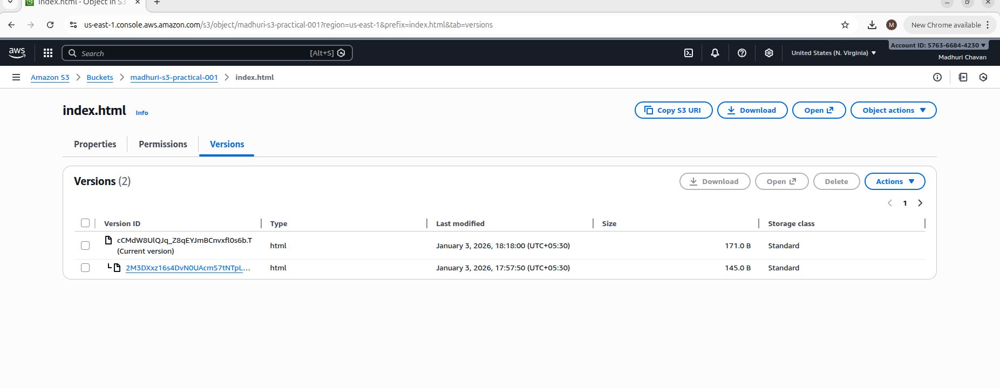 index.html - Object in S3
us-east-1.console.aws.amazon.com/s3/object/madhuri-s3-practical-001?region=us-east-1&prefix=index.html&tab=versions
M
New Chrome available
aws
Search
[Alt+S]
United States (N. Virginia)
Account ID: 5763-6684-4230
Madhuri Chavan
Amazon S3 > Buckets > madhuri-s3-practical-001 > index.html
index.html Info
Copy S3 URI
Download
Open
Object actions
Properties
Permissions
Versions
Versions (2)
Download
Open
Delete
Actions
1
Version ID Type Last modified Size Storage class
cCMdW8UlQJq_Z8qEYJmBCnvxfl0s6b.T
(Current version)
html January 3, 2026, 18:18:00 (UTC+05:30) 171.0 B Standard
2M3DXxz16s4DvN0UAcmS7tNTpL... html January 3, 2026, 17:57:50 (UTC+05:30) 145.0 B Standard